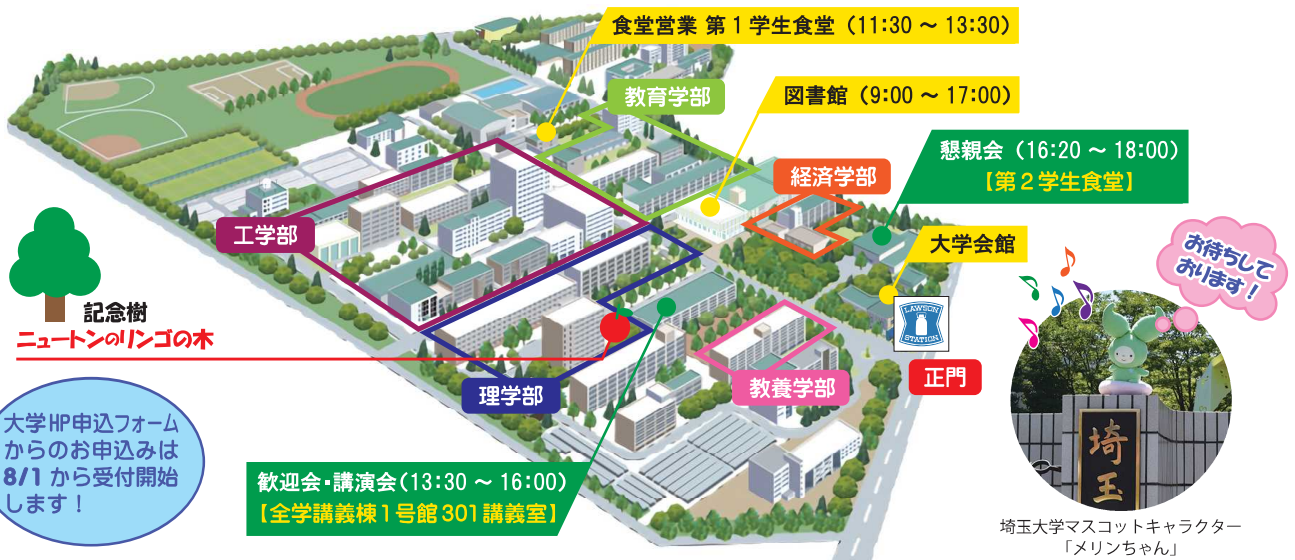 食堂営業 第1学生食堂 (11:30 ～ 13:30)
教育学部
図書館 (9:00 ～ 17:00)
懇親会 (16:20 ～ 18:00)
【第2学生食堂】
経済学部
工学部
大学会館
お待ちして
おります！
記念樹
ニュートンのリンゴの木
LAWSON
STATION
正門
理学部
教養学部
大学HP申込フォーム
からのお申込みは
8/1 から受付開始
します！
歓迎会・講演会(13:30 ～ 16:00)
【全学講義棟1号館301講義室】
埼玉
埼玉大学マスコットキャラクター
「メリンちゃん」